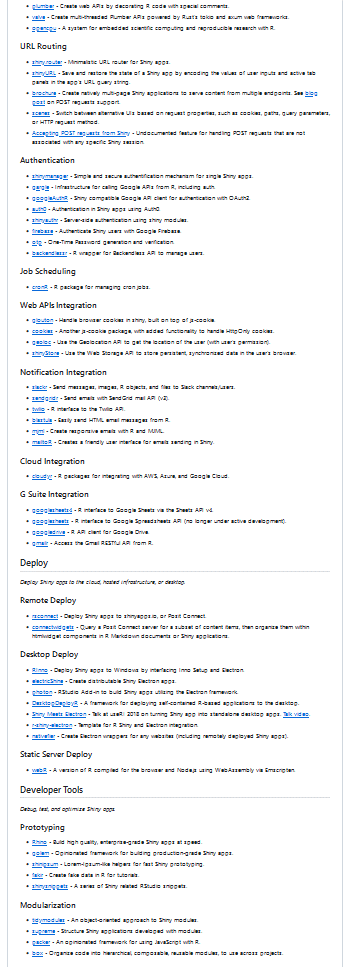 plumber - Create web APIs by decorating R code with special comments.
valve - Create multi-threaded Plumber APIs powered by Rust's tokio and axum web frameworks.
opencpu - A system for embedded scientific computing and reproducible research with R.
URL Routing
shiny.router - Minimalistic URL router for Shiny apps.
shinyURL - Save and restore the state of a Shiny app by encoding the values of user inputs and active tab
panels in the app's URL query string.
brochure - Create natively multi-page Shiny applications to serve content from multiple endpoints. See blog
post on POST requests support.
scenes - Switch between alternative UIs based on request properties, such as cookies, paths, query parameters,
or HTTP request method.
Accepting POST requests from Shiny - Undocumented feature for handling POST requests that are not
associated with any specific Shiny session.
Authentication
shinymanager - Simple and secure authentification mechanism for single Shiny apps.
gargle - Infrastructure for calling Google APIs from R, including auth.
googleAuthR - Shiny compatible Google API client for authentication with OAuth2.
auth0 - Authentication in Shiny apps using Auth0.
shinyauthr - Server-side authentication using shiny modules.
firebase - Authenticate Shiny users with Google Firebase.
otp - One-Time Password generation and verification.
backendlessr - R wrapper for Backendless API to manage users.
Job Scheduling
cronR - R package for managing cron jobs.
Web APIs Integration
glouton - Handle browser cookies in shiny, built on top of js-cookie.
cookies - Another js-cookie package, with added functionality to handle HttpOnly cookies.
geoloc - Use the Geolocation API to get the location of the user (with user's permission).
shinyStore - Use the Web Storage API to store persistent, synchronized data in the user's browser.
Notification Integration
slackr - Send messages, images, R objects, and files to Slack channels/users.
sendgridr - Send emails with SendGrid mail API (v3).
twilio - R interface to the Twilio API.
blastula - Easily send HTML email messages from R.
mjml - Create responsive emails with R and MJML.
mailtoR - Creates a friendly user interface for emails sending in Shiny.
Cloud Integration
cloudyr - R packages for integrating with AWS, Azure, and Google Cloud.
G Suite Integration
googlesheets4 - R interface to Google Sheets via the Sheets API v4.
googlesheets - R interface to Google Spreadsheets API (no longer under active development).
googledrive - R API client for Google Drive.
gmailr - Access the Gmail RESTful API from R.
Deploy
Deploy Shiny apps to the cloud, hosted infrastructure, or desktop.
Remote Deploy
rsconnect - Deploy Shiny apps to shinyapps.io, or Posit Connect.
connectwidgets - Query a Posit Connect server for a subset of content items, then organize them within
htmlwidget components in R Markdown documents or Shiny applications.
Desktop Deploy
RInno - Deploy Shiny apps to Windows by interfacing Inno Setup and Electron.
electricShine - Create distributable Shiny Electron apps.
photon - RStudio Add-in to build Shiny apps utilizing the Electron framework.
DesktopDeployR - A framework for deploying self-contained R-based applications to the desktop.
Shiny Meets Electron - Talk at useR! 2018 on turning Shiny app into standalone desktop apps. Talk video.
r-shiny-electron - Template for R Shiny and Electron integration.
nativefier - Create Electron wrappers for any websites (including remotely deployed Shiny apps).
Static Server Deploy
webR - A version of R compiled for the browser and Node.js using WebAssembly via Emscripten.
Developer Tools
Debug, test, and optimize Shiny apps.
Prototyping
Rhino - Build high quality, enterprise-grade Shiny apps at speed.
golem - Opinionated framework for building production-grade Shiny apps.
shinipsum - Lorem-Ipsum-like helpers for fast Shiny prototyping.
fakir - Create fake data in R for tutorials.
shinysnippets - A series of Shiny related RStudio snippets.
Modularization
tidymodules - An object-oriented approach to Shiny modules.
supreme - Structure Shiny applications developed with modules.
packer - An opinionated framework for using JavaScript with R.
box - Organize code into hierarchical, composable, reusable modules, to use across projects.